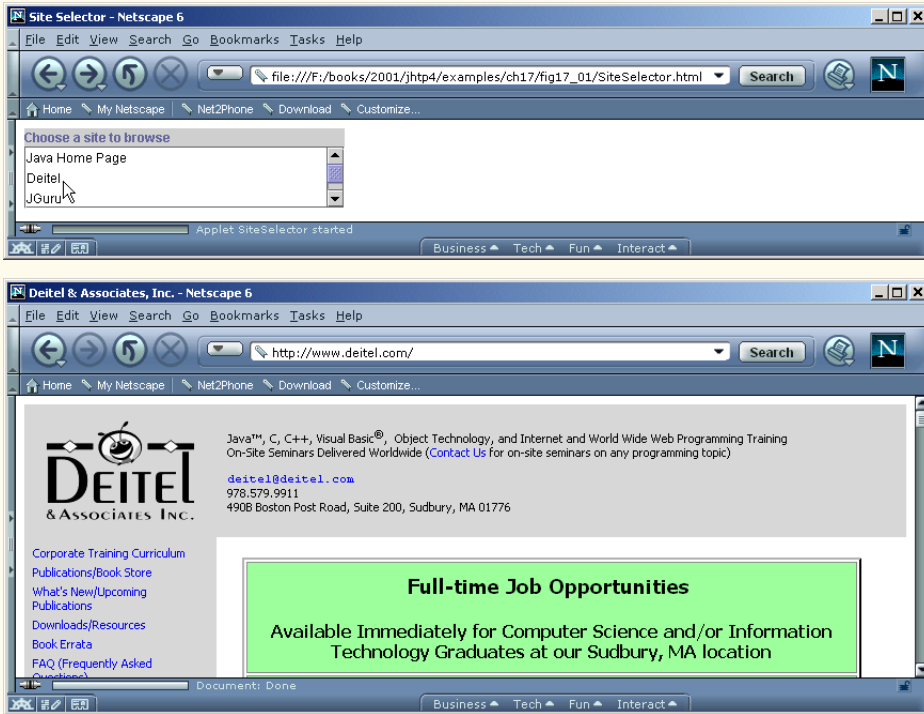 N Site Selector - Netscape 6
File Edit View Search Go Bookmarks Tasks Help
file:///F:/books/2001/jhtp4/examples/ch17/fig17_01/SiteSelector.html Search N
Home My Netscape Net2Phone Download Customize...
Choose a site to browse
Java Home Page
Deitel
JGuru
Applet SiteSelector started
Business Tech Fun Interact
N Deitel & Associates, Inc. - Netscape 6
File Edit View Search Go Bookmarks Tasks Help
http://www.deitel.com/ Search N
Home My Netscape Net2Phone Download Customize...
DEITEL
& ASSOCIATES INC.
Java™, C, C++, Visual Basic®, Object Technology, and Internet and World Wide Web Programming Training
On-Site Seminars Delivered Worldwide (Contact Us for on-site seminars on any programming topic)
deitel@deitel.com
978.579.9911
490B Boston Post Road, Suite 200, Sudbury, MA 01776
Corporate Training Curriculum
Publications/Book Store
What's New/Upcoming
Publications
Downloads/Resources
Book Errata
FAQ (Frequently Asked
Questions)
Full-time Job Opportunities
Available Immediately for Computer Science and/or Information
Technology Graduates at our Sudbury, MA location
Document: Done
Business Tech Fun Interact